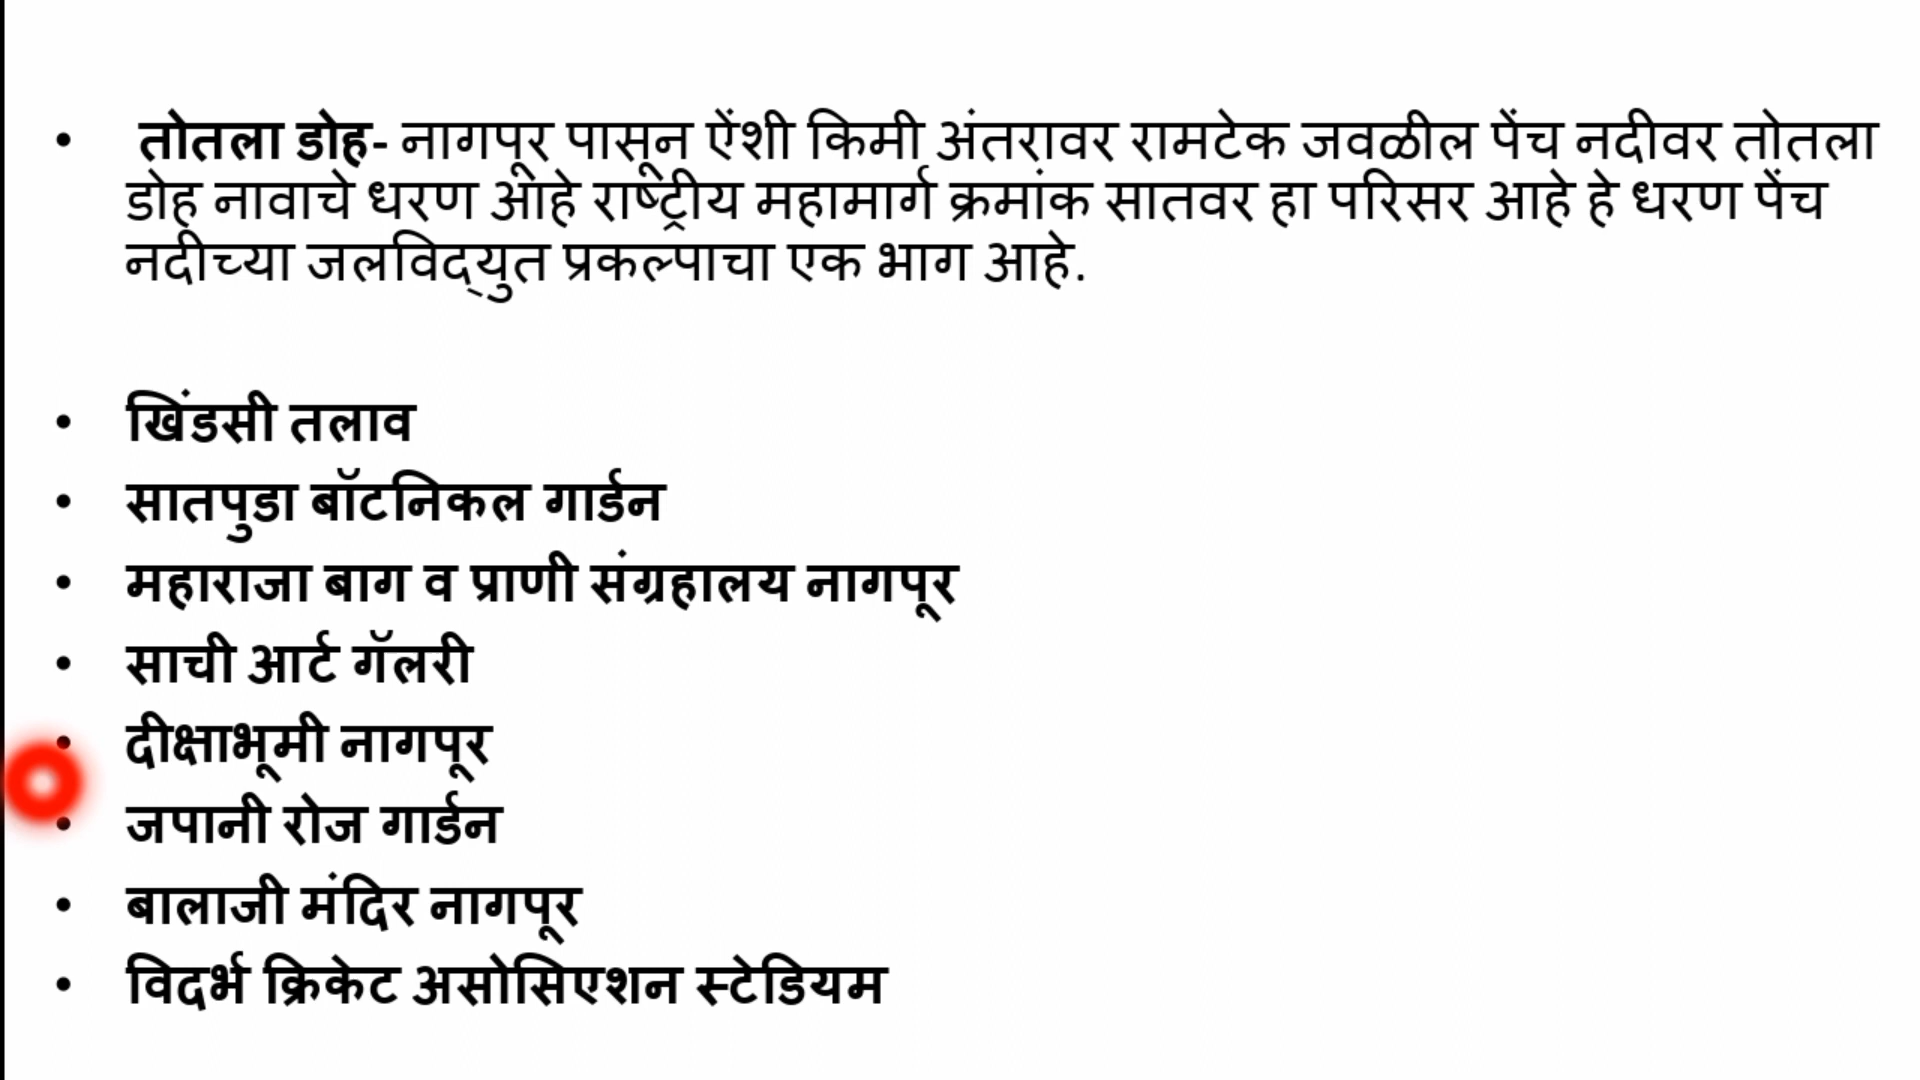 • तोतला डोह- नागपूर पासून ऐंशी किमी अंतरावर रामटेक जवळील पेंच नदीवर तोतला
डोह नावाचे धरण आहे राष्ट्रीय महामार्ग क्रमांक सातवर हा परिसर आहे हे धरण पेंच
नदीच्या जलविद्युत प्रकल्पाचा एक भाग आहे.
• खिंडसी तलाव
• सातपुडा बॉटनिकल गार्डन
• महाराजा बाग व प्राणी संग्रहालय नागपूर
• साची आर्ट गॅलरी
• दीक्षाभूमी नागपूर
• जपानी रोज गार्डन
• बालाजी मंदिर नागपूर
• विदर्भ क्रिकेट असोसिएशन स्टेडियम